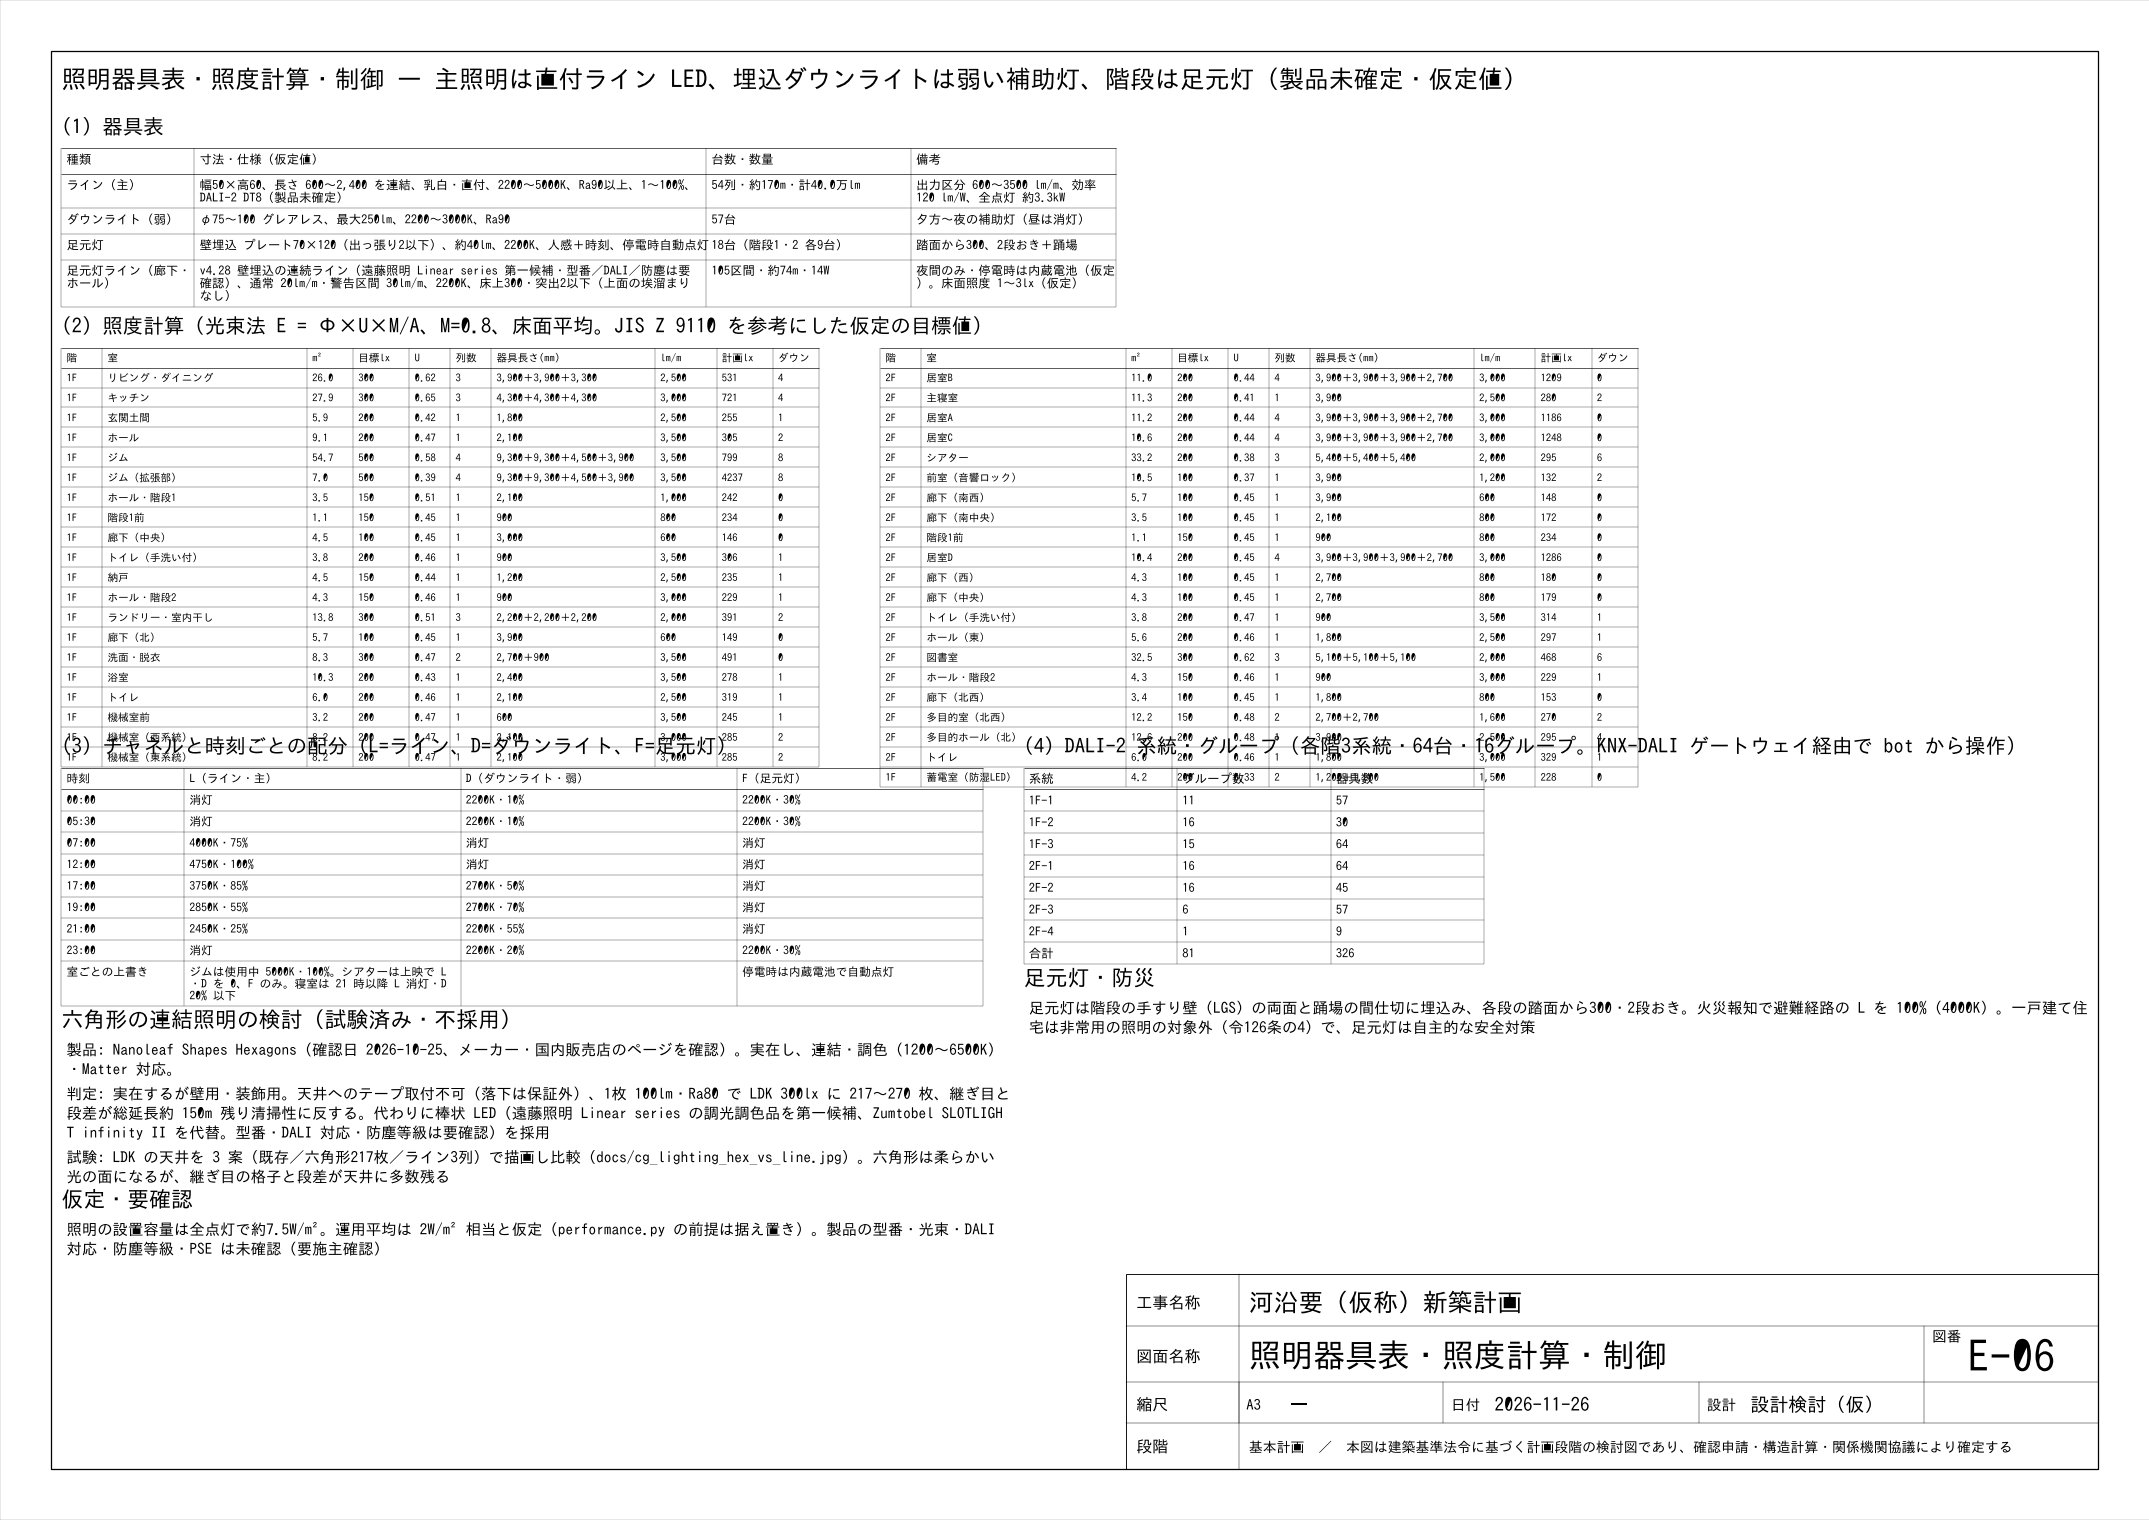 照明器具表・照度計算・制御 ― 主照明は直付ライン LED、埋込ダウンライトは弱い補助灯、階段は足元灯（製品未確定・仮定値）
(1) 器具表
種類 寸法・仕様（仮定値） 台数・数量 備考
ライン（主） 幅50×高60、長さ 600〜2,400 を連結、乳白・直付、2200〜5000K、Ra90以上、1〜100%、 54列・約170m・計40.0万lm 出力区分 600〜3500 lm/m、効率
DALI-2 DT8（製品未確定） 120 lm/W、全点灯 約3.3kW
ダウンライト（弱） φ75〜100 グレアレス、最大250lm、2200〜3000K、Ra90 57台 夕方〜夜の補助灯（昼は消灯）
足元灯 壁埋込 プレート70×120（出っ張り2以下）、約40lm、2200K、人感＋時刻、停電時自動点灯 18台（階段1・2 各9台） 踏面から300、2段おき＋踊場
足元灯ライン（廊下・ v4.28 壁埋込の連続ライン（遠藤照明 Linear series 第一候補・型番／DALI／防塵は要 105区間・約74m・14W 夜間のみ・停電時は内蔵電池（仮定
ホール） 確認）、通常 20lm/m・警告区間 30lm/m、2200K、床上300・突出2以下（上面の埃溜まり ）。床面照度 1〜3lx（仮定）
なし）
(2) 照度計算（光束法 E = Φ×U×M/A、M=0.8、床面平均。JIS Z 9110 を参考にした仮定の目標値）
階 室 m² 目標lx U 列数 器具長さ(mm) lm/m 計画lx ダウン
1F リビング・ダイニング 26.0 300 0.62 3 3,900+3,900+3,300 2,500 531 4
1F キッチン 27.9 300 0.65 3 4,300+4,300+4,300 3,000 721 4
1F 玄関土間 5.9 200 0.42 1 1,800 2,500 255 1
1F ホール 9.1 200 0.47 1 2,100 3,500 305 2
1F ジム 54.7 500 0.58 4 9,300+9,300+4,500+3,900 3,500 799 8
1F ジム（拡張部） 7.0 500 0.39 4 9,300+9,300+4,500+3,900 3,500 4237 8
1F ホール・階段1 3.5 150 0.51 1 2,100 1,000 242 0
1F 階段1前 1.1 150 0.45 1 900 800 234 0
1F 廊下（中央） 4.5 100 0.45 1 3,000 600 146 0
1F トイレ（手洗い付） 3.8 200 0.46 1 900 3,500 306 1
1F 納戸 4.5 150 0.44 1 1,200 2,500 235 1
1F ホール・階段2 4.3 150 0.46 1 900 3,000 229 1
1F ランドリー・室内干し 13.8 300 0.51 3 2,200+2,200+2,200 2,000 391 2
1F 廊下（北） 5.7 100 0.45 1 3,900 600 149 0
1F 洗面・脱衣 8.3 300 0.47 2 2,700+900 3,500 491 0
1F 浴室 10.3 200 0.43 1 2,400 3,500 278 1
1F トイレ 6.0 200 0.46 1 2,100 2,500 319 1
1F 機械室前 3.2 200 0.47 1 600 3,500 245 1
1F 機械室（西系統） 8.2 200 0.47 1 2,100 3,000 285 2
1F 機械室（東系統） 8.2 200 0.47 1 2,100 3,000 285 2
階 室 m² 目標lx U 列数 器具長さ(mm) lm/m 計画lx ダウン
2F 居室B 11.0 200 0.44 4 3,900+3,900+3,900+2,700 3,000 1209 0
2F 主寝室 11.3 200 0.41 1 3,900 2,500 280 2
2F 居室A 11.2 200 0.44 4 3,900+3,900+3,900+2,700 3,000 1186 0
2F 居室C 10.6 200 0.44 4 3,900+3,900+3,900+2,700 3,000 1248 0
2F シアター 33.2 200 0.38 3 5,400+5,400+5,400 2,000 295 6
2F 前室（音響ロック） 10.5 100 0.37 1 3,900 1,200 132 2
2F 廊下（南西） 5.7 100 0.45 1 3,900 600 148 0
2F 廊下（南中央） 3.5 100 0.45 1 2,100 800 172 0
2F 階段1前 1.1 150 0.45 1 900 800 234 0
2F 居室D 10.4 200 0.45 4 3,900+3,900+3,900+2,700 3,000 1286 0
2F 廊下（西） 4.3 100 0.45 1 2,700 800 180 0
2F 廊下（中央） 4.3 100 0.45 1 2,700 800 179 0
2F トイレ（手洗い付） 3.8 200 0.47 1 900 3,500 314 1
2F ホール（東） 5.6 200 0.46 1 1,800 2,500 297 1
2F 図書室 32.5 300 0.62 3 5,100+5,100+5,100 2,000 468 6
2F ホール・階段2 4.3 150 0.46 1 900 3,000 229 1
2F 廊下（北西） 3.4 100 0.45 1 1,800 800 153 0
2F 多目的室（北西） 12.2 150 0.48 2 2,700+2,700 1,600 270 2
2F 多目的ホール（北） 200 0.48 2,500 295
2F トイレ 6.0 200 0.46 1 1,800 3,000 329 1
1F 蓄電室（防湿LED） 4.2 2 1,500 228 0
(3) チャネルと時刻ごとの配分（L=ライン、D=ダウンライト、F=足元灯）
時刻 L（ライン・主） D（ダウンライト・弱） F（足元灯）
00:00 消灯 2200K・10% 2200K・30%
05:30 消灯 2200K・10% 2200K・30%
07:00 4000K・75% 消灯 消灯
12:00 4750K・100% 消灯 消灯
17:00 3750K・85% 2700K・50% 消灯
19:00 2850K・55% 2700K・70% 消灯
21:00 2450K・25% 2200K・55% 消灯
23:00 消灯 2200K・20% 2200K・30%
室ごとの上書き ジムは使用中 5000K・100%。シアターは上映で L 停電時は内蔵電池で自動点灯
・D を 0、F のみ。寝室は 21 時以降 L 消灯・D
20% 以下
(4) DALI-2 系統・グループ（各階3系統・64台・16グループ。KNX-DALI ゲートウェイ経由で bot から操作）
系統 グループ数 器具数
1F-1 11 57
1F-2 16 30
1F-3 15 64
2F-1 16 64
2F-2 16 45
2F-3 6 57
2F-4 1 9
合計 81 326
足元灯・防災
足元灯は階段の手すり壁（LGS）の両面と踊場の間仕切に埋込み、各段の踏面から300・2段おき。火災報知で避難経路の L を 100%（4000K）。一戸建て住
宅は非常用の照明の対象外（令126条の4）で、足元灯は自主的な安全対策
六角形の連結照明の検討（試験済み・不採用）
製品: Nanoleaf Shapes Hexagons（確認日 2026-10-25、メーカー・国内販売店のページを確認）。実在し、連結・調色（1200〜6500K）
・Matter 対応。
判定: 実在するが壁用・装飾用。天井へのテープ取付不可（落下は保証外）、1枚 100lm・Ra80 で LDK 300lx に 217〜270 枚、継ぎ目と
段差が総延長約 150m 残り清掃性に反する。代わりに棒状 LED（遠藤照明 Linear series の調光調色品を第一候補、Zumtobel SLOTLIGH
T infinity II を代替。型番・DALI 対応・防塵等級は要確認）を採用
試験: LDK の天井を 3 案（既存／六角形217枚／ライン3列）で描画し比較（docs/cg_lighting_hex_vs_line.jpg）。六角形は柔らかい
光の面になるが、継ぎ目の格子と段差が天井に多数残る
仮定・要確認
照明の設置容量は全点灯で約7.5W/m²。運用平均は 2W/m² 相当と仮定（performance.py の前提は据え置き）。製品の型番・光束・DALI
対応・防塵等級・PSE は未確認（要施主確認）
工事名称 河沿要（仮称）新築計画
図面名称 照明器具表・照度計算・制御 図番 E-06
縮尺 A3 ― 日付 2026-11-26 設計 設計検討（仮）
段階 基本計画 ／ 本図は建築基準法令に基づく計画段階の検討図であり、確認申請・構造計算・関係機関協議により確定する